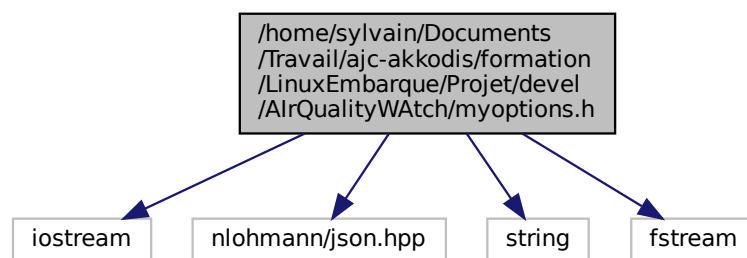 /home/sylvain/Documents
/Travail/ajc-akkodis/formation
/LinuxEmbarque/Projet/devel
/AIrQualityWAtch/myoptions.h
iostream
nlohmann/json.hpp
string
fstream